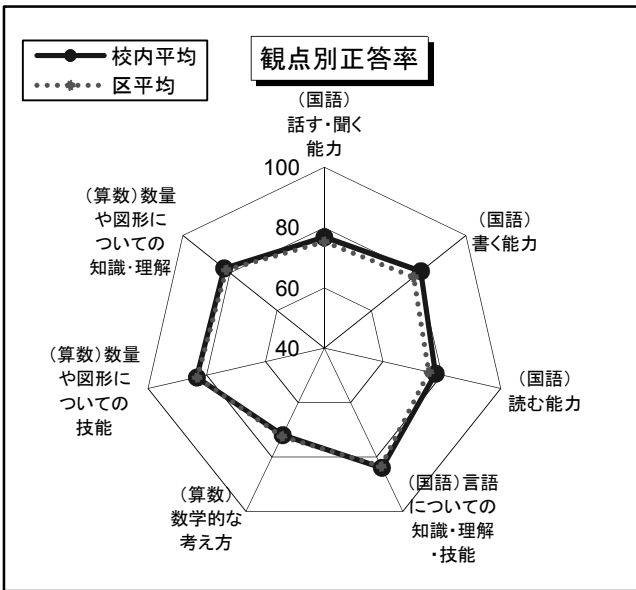 校内平均
区平均
観点別正答率
(国語)
話す・聞く
能力
100
80
60
40
(国語)
書く能力
(国語)
読む能力
(国語)言語
についての
知識・理解
・技能
(算数)
数学的な
考え方
(算数)数量
や図形に
ついての
技能
(算数)数量
や図形に
ついての
知識・理解